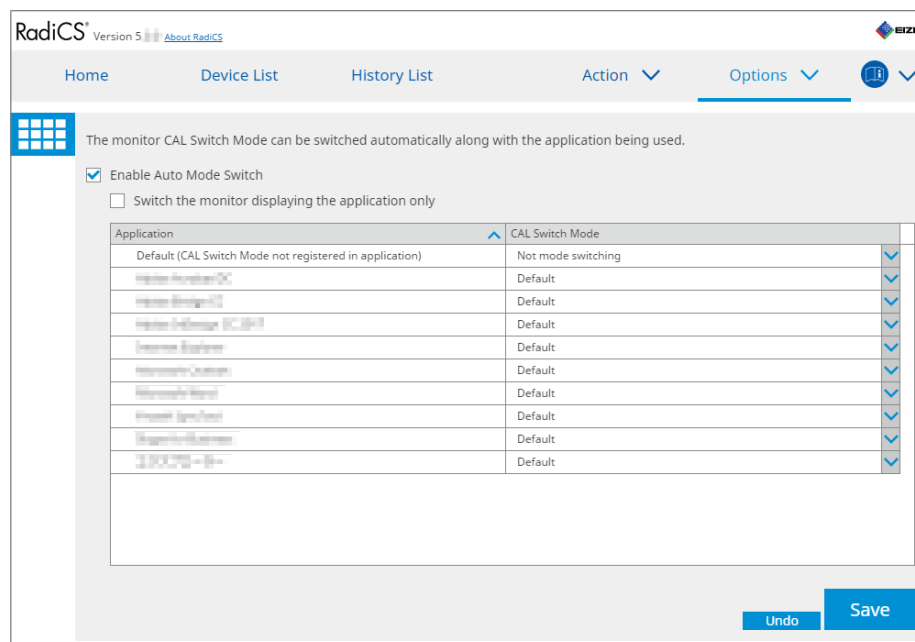 RadiCS® Version 5 About RadiCS
EIZ
Home Device List History List Action Options
The monitor CAL Switch Mode can be switched automatically along with the application being used.
Enable Auto Mode Switch
Switch the monitor displaying the application only
Application CAL Switch Mode
Default (CAL Switch Mode not registered in application) Not mode switching
Default
Default
Default
Default
Default
Default
Default
Default
Default
Undo Save